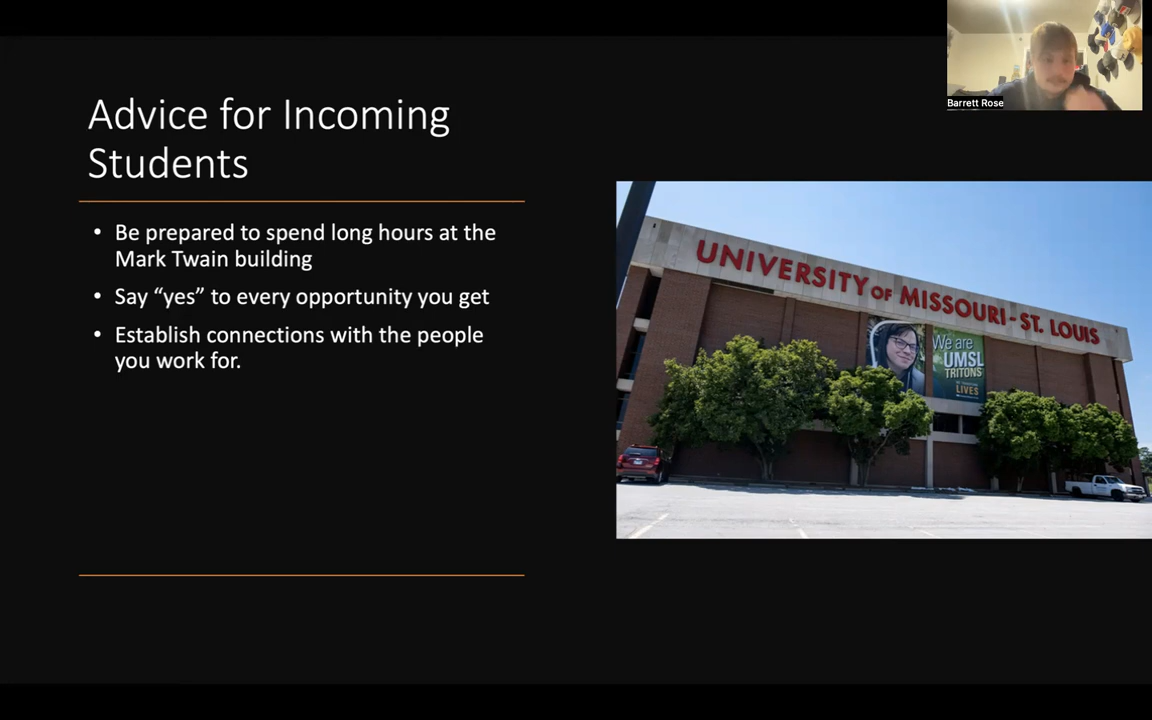 Barrett Rose
Advice for Incoming
Students
• Be prepared to spend long hours at the
Mark Twain building
• Say “yes” to every opportunity you get
• Establish connections with the people
you work for.
UNIVERSITY OF MISSOURI-ST. LOUIS
We are
UMSL
TRITONS
LIVES